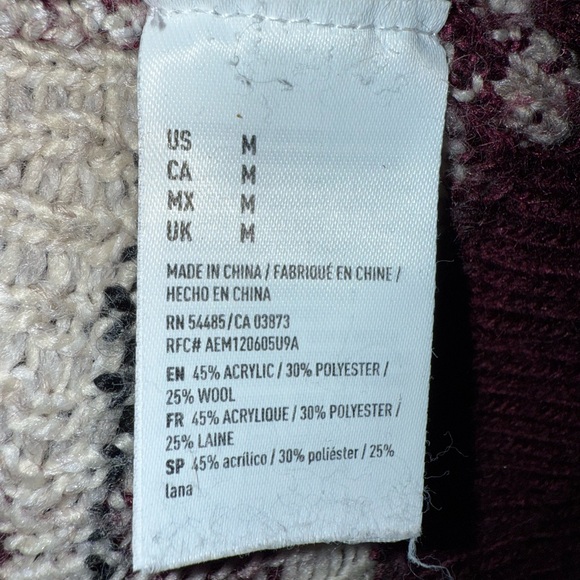 US M
CA M
MX M
UK M
MADE IN CHINA / FABRIQUÉ EN CHINE /
HECHO EN CHINA
RN 54485/CA 03873
RFC# AEM120605U9A
EN 45% ACRYLIC / 30% POLYESTER /
25% WOOL
FR 45% ACRYLIQUE / 30% POLYESTER /
25% LAINE
SP 45% acrílico / 30% poliéster / 25%
lana